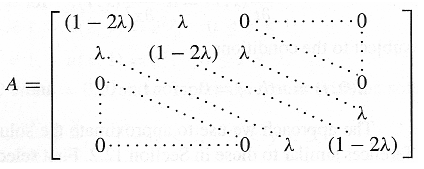 (1 − 2λ) λ 0 0
λ (1 − 2λ) λ
A = 0 0
λ
0 0 λ (1 − 2λ)